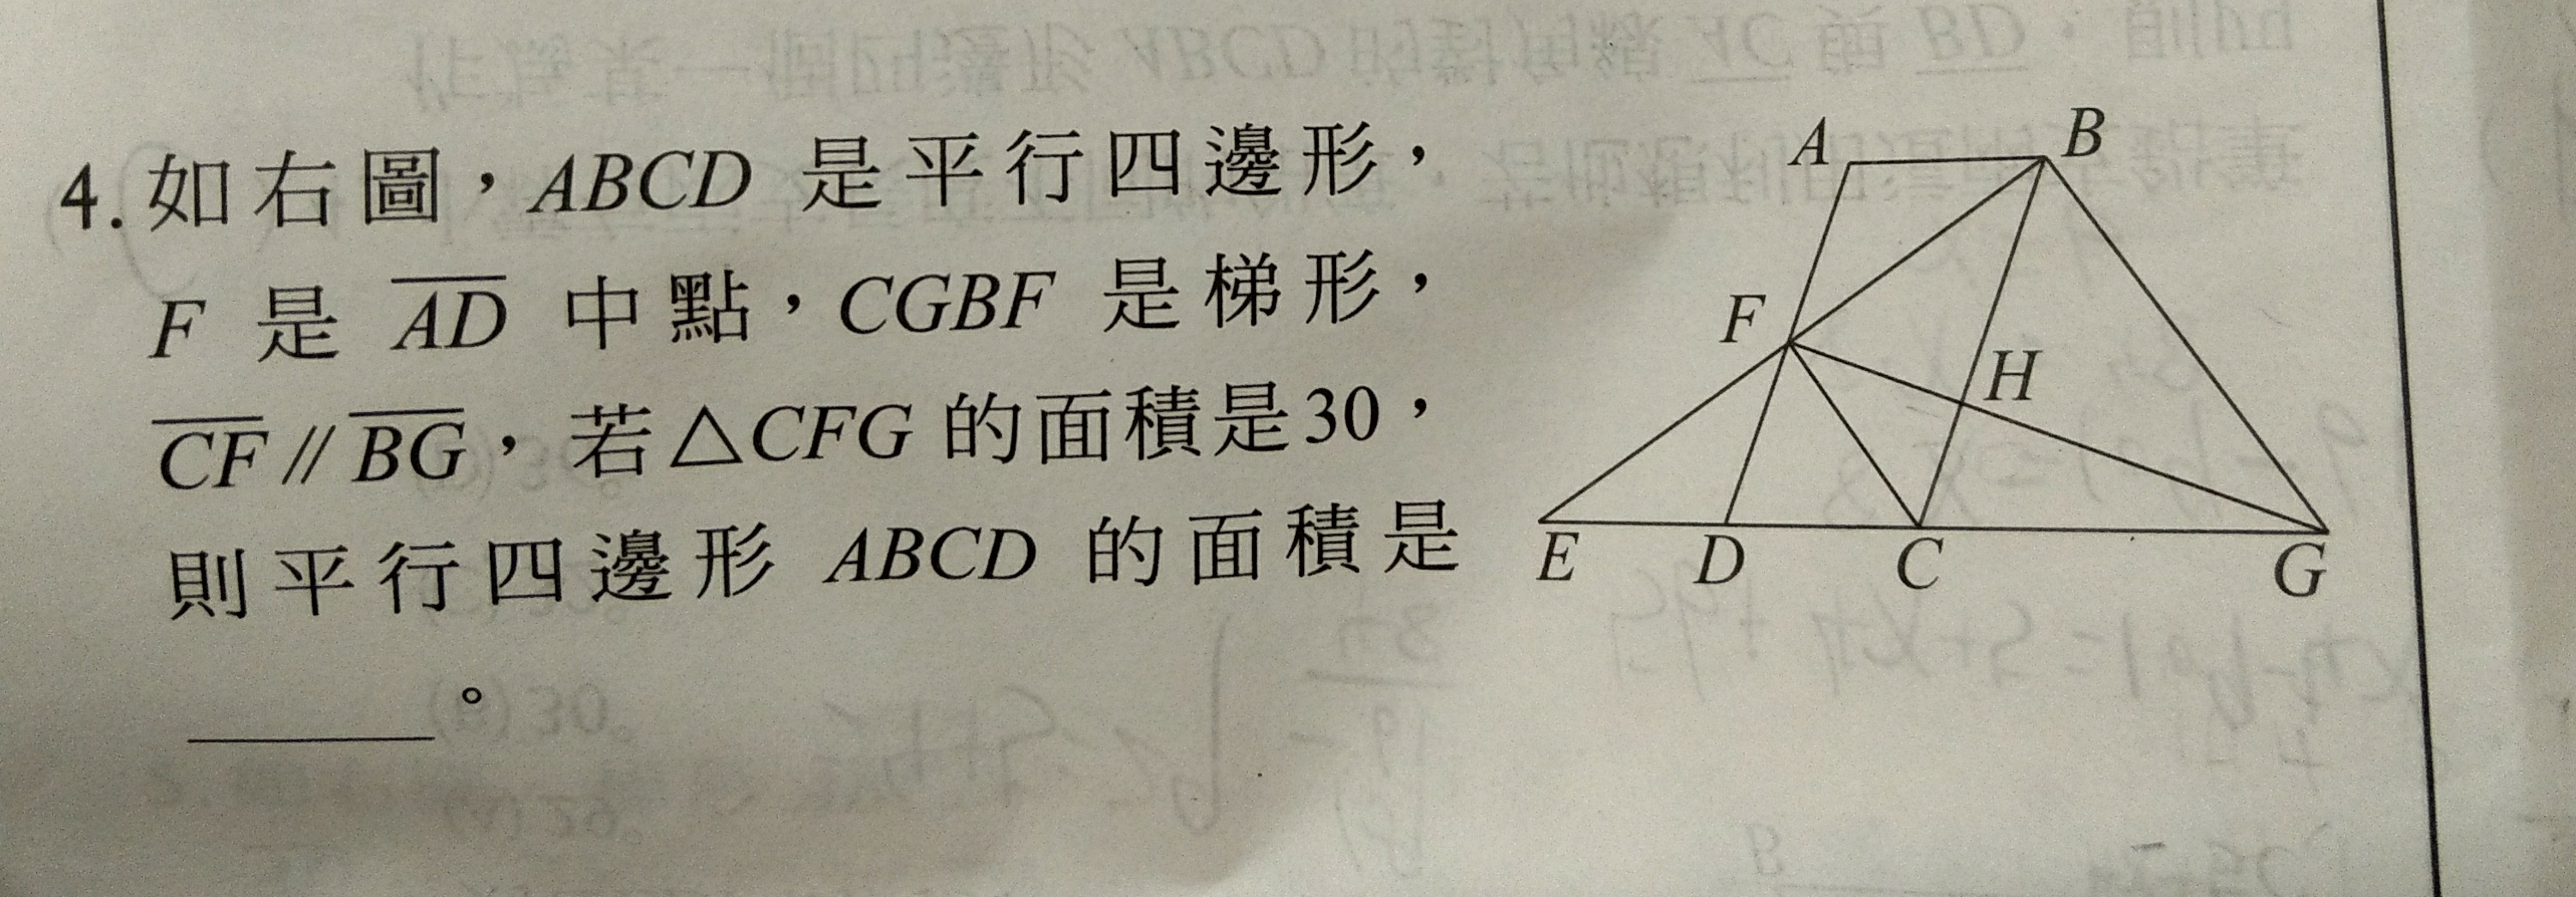 4. 如右圖，ABCD 是平行四邊形，
F 是 AD 中點，CGBF 是梯形，
CF // BG，若△CFG 的面積是30，
則平行四邊形 ABCD 的面積是
______。
A
B
F
H
E D C G